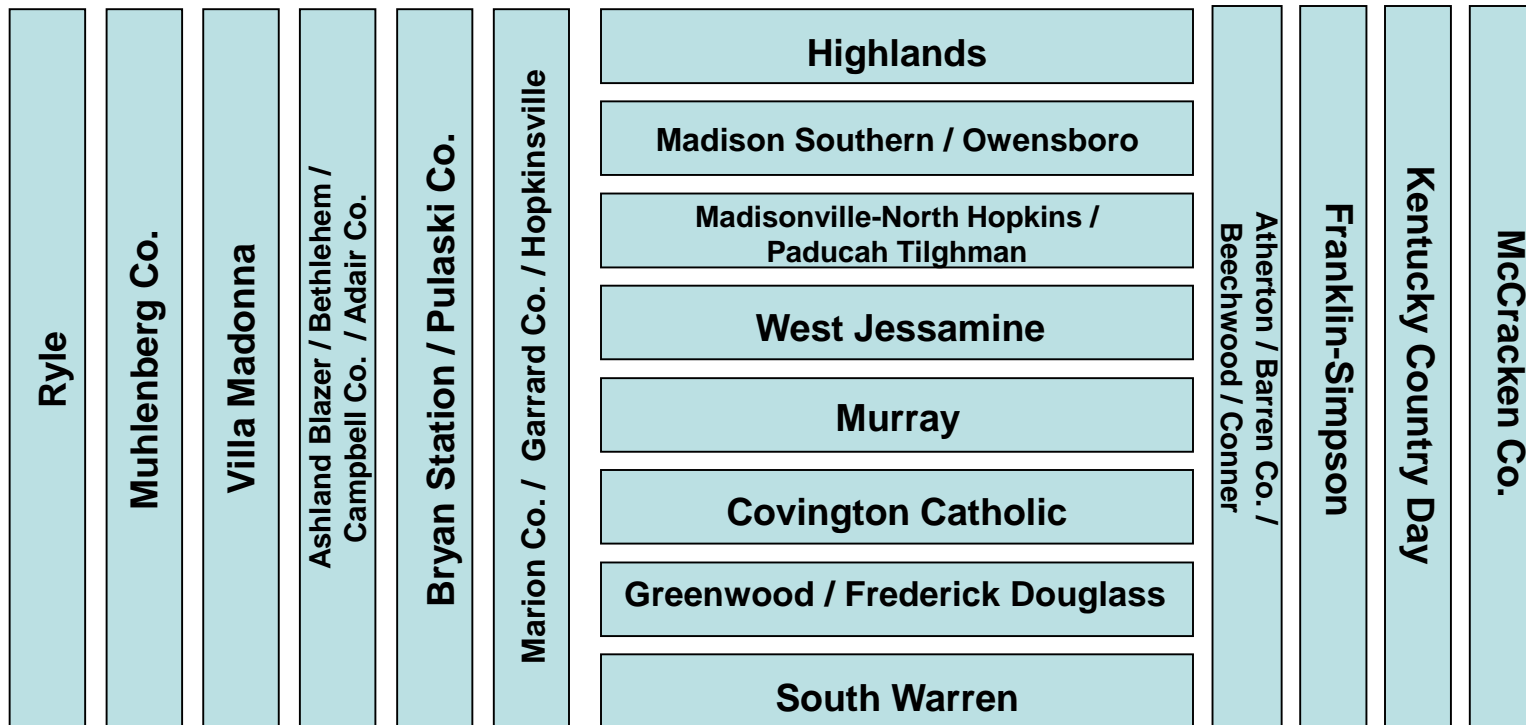 Ryle
Muhlenberg Co.
Villa Madonna
Ashland Blazer / Bethlehem /
Campbell Co. / Adair Co.
Bryan Station / Pulaski Co.
Marion Co. / Garrard Co. / Hopkinsville
Highlands
Madison Southern / Owensboro
Madisonville-North Hopkins /
Paducah Tilghman
West Jessamine
Murray
Covington Catholic
Greenwood / Frederick Douglass
South Warren
Atherton / Barren Co. /
Beechwood / Conner
Franklin-Simpson
Kentucky Country Day
McCracken Co.